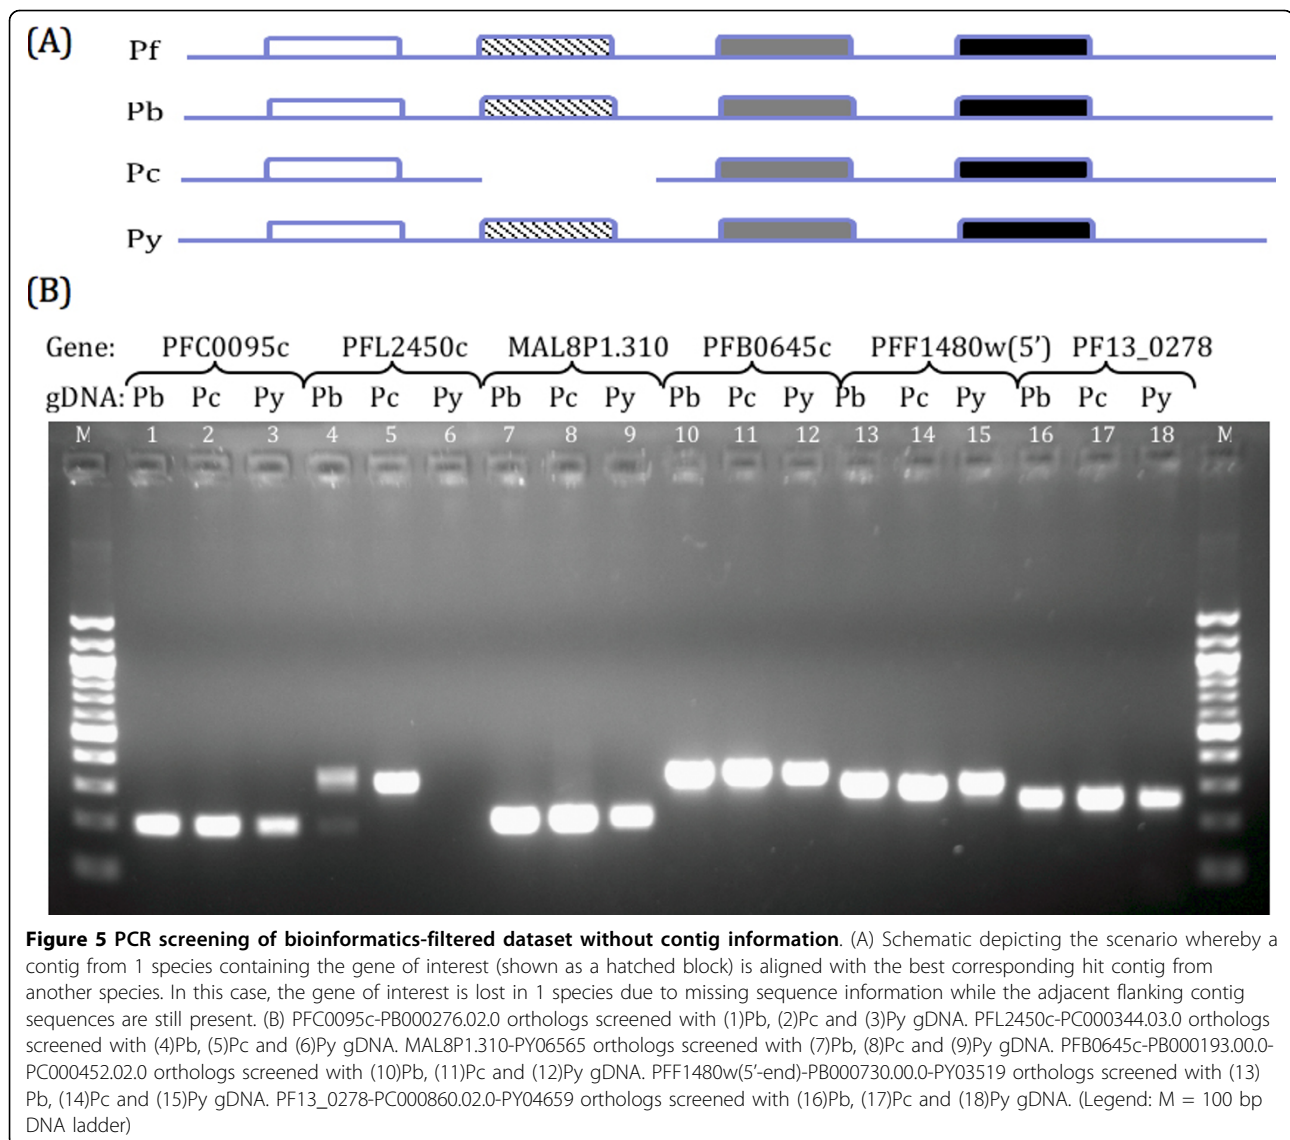 (A)
Pf
Pb
Pc
Py
(B)
Gene: PFC0095c PFL2450c MAL8P1.310 PFB0645c PFF1480w(5') PF13_0278
gDNA: Pb Pc Py Pb Pc Py Pb Pc Py Pb Pc Py Pb Pc Py Pb Pc Py
M 1 2 3 4 5 6 7 8 9 10 11 12 13 14 15 16 17 18 M
Figure 5 PCR screening of bioinformatics-filtered dataset without contig information. (A) Schematic depicting the scenario whereby a
contig from 1 species containing the gene of interest (shown as a hatched block) is aligned with the best corresponding hit contig from
another species. In this case, the gene of interest is lost in 1 species due to missing sequence information while the adjacent flanking contig
sequences are still present. (B) PFC0095c-PB000276.02.0 orthologs screened with (1)Pb, (2)Pc and (3)Py gDNA. PFL2450c-PC000344.03.0 orthologs
screened with (4)Pb, (5)Pc and (6)Py gDNA. MAL8P1.310-PY06565 orthologs screened with (7)Pb, (8)Pc and (9)Py gDNA. PFB0645c-PB000193.00.0-
PC000452.02.0 orthologs screened with (10)Pb, (11)Pc and (12)Py gDNA. PFF1480w(5'-end)-PB000730.00.0-PY03519 orthologs screened with (13)
Pb, (14)Pc and (15)Py gDNA. PF13_0278-PC000860.02.0-PY04659 orthologs screened with (16)Pb, (17)Pc and (18)Py gDNA. (Legend: M = 100 bp
DNA ladder)